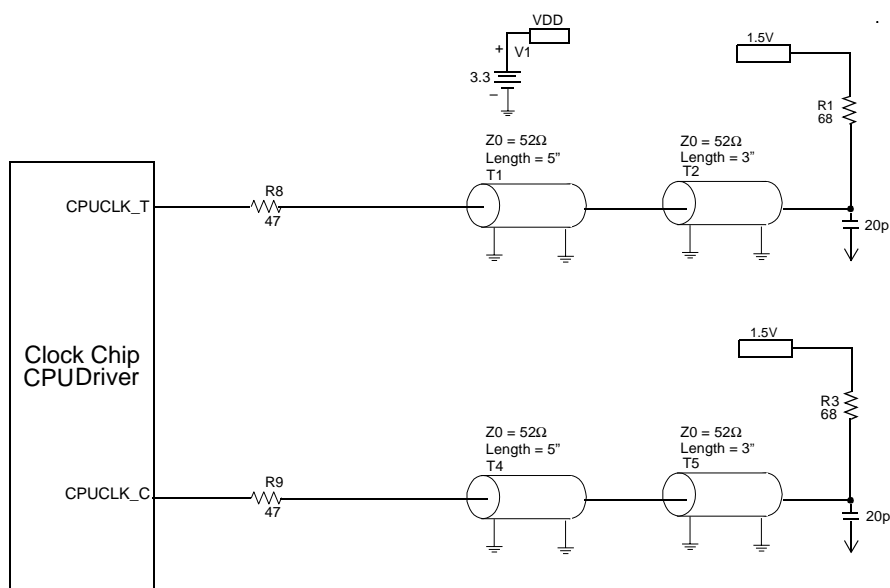 VDD
+
V1
3.3
–
1.5V
R1
68
Z0 = 52Ω
Length = 5"
T1
Z0 = 52Ω
Length = 3"
T2
CPUCLK_T
R8
47
20p
Clock Chip
CPUDriver
1.5V
R3
68
Z0 = 52Ω
Length = 5"
T4
Z0 = 52Ω
Length = 3"
T5
CPUCLK_C
R9
47
20p